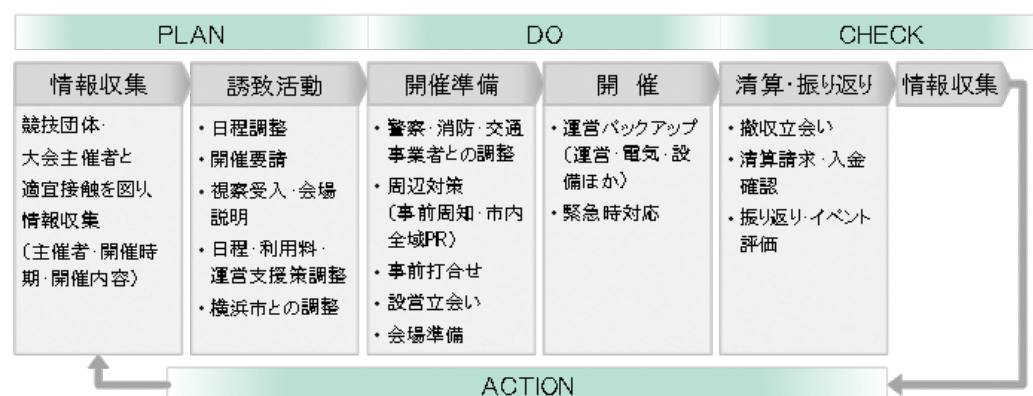 PLAN
DO
CHECK
情報収集
競技団体・
大会主催者と
適宜接触を図り、
情報収集
(主催者・開催時
期・開催内容)
誘致活動
・日程調整
・開催要請
・視察受入・会場
説明
・日程・利用料・
運営支援策調整
・横浜市との調整
開催準備
・警察・消防・交通
事業者との調整
・周辺対策
(事前周知・市内
全域PR)
・事前打合せ
・設営立会い
・会場準備
開 催
・運営バックアップ
(運営・電気・設
備ほか)
・緊急時対応
清算・振り返り
・撤収立会い
・清算請求・入金
確認
・振り返り・イベント
評価
情報収集
ACTION